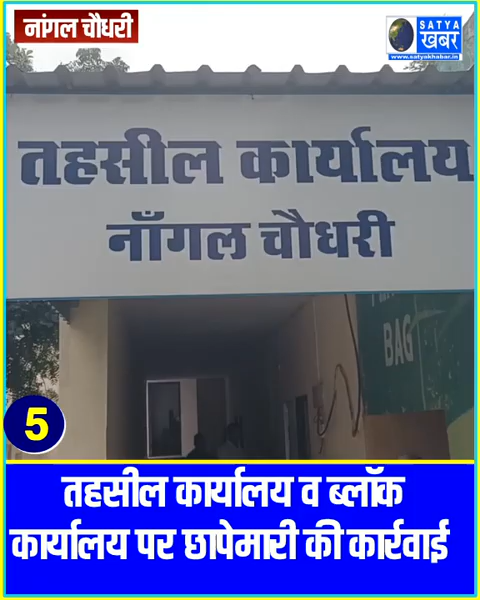 नांगल चौधरी
SATYA
खबर
www.satyakhabar.in
तहसील कार्यालय
नाँगल चौधरी
BAG
5
तहसील कार्यालय व ब्लॉक
कार्यालय पर छापेमारी की कार्रवाई